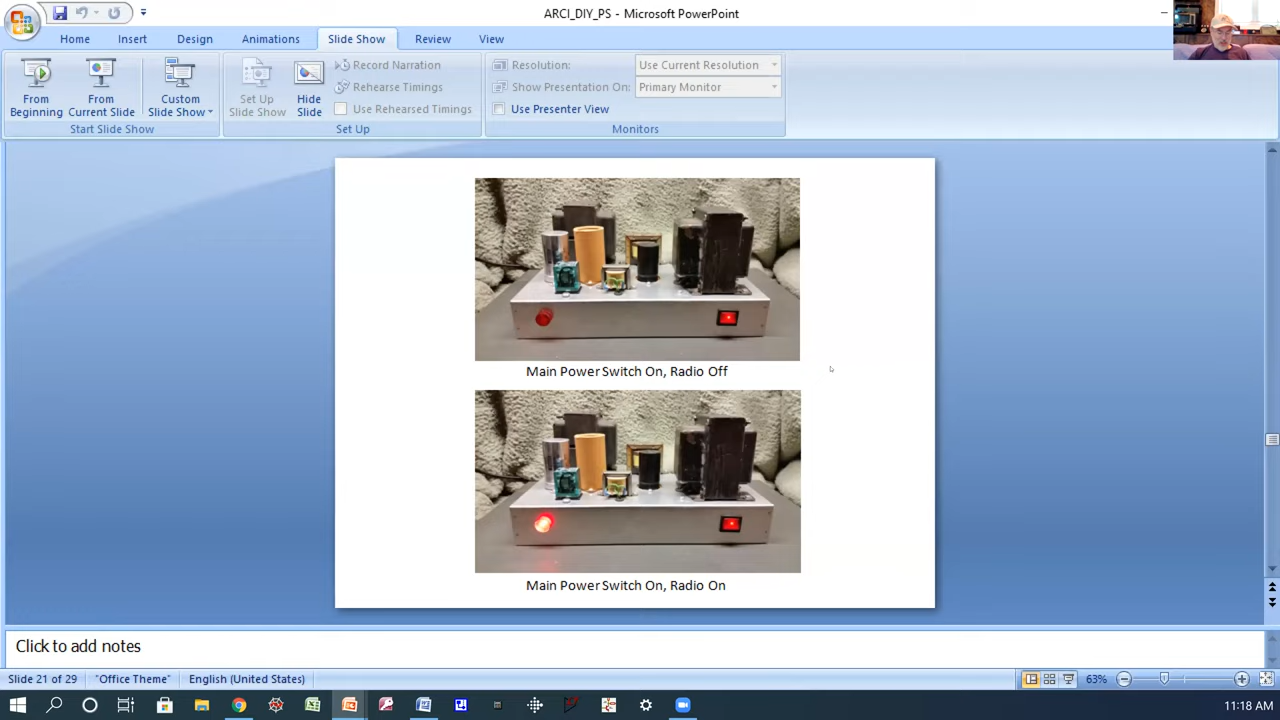 ARCI_DIY_PS - Microsoft PowerPoint
Home Insert Design Animations Slide Show Review View
From Beginning
From Current Slide
Custom Slide Show
Start Slide Show
Set Up Slide Show
Hide Slide
Record Narration
Rehearse Timings
Use Rehearsed Timings
Set Up
Resolution: Use Current Resolution
Show Presentation On: Primary Monitor
Use Presenter View
Monitors
Main Power Switch On, Radio Off
Main Power Switch On, Radio On
Click to add notes
Slide 21 of 29 "Office Theme" English (United States) 63%
11:18 AM